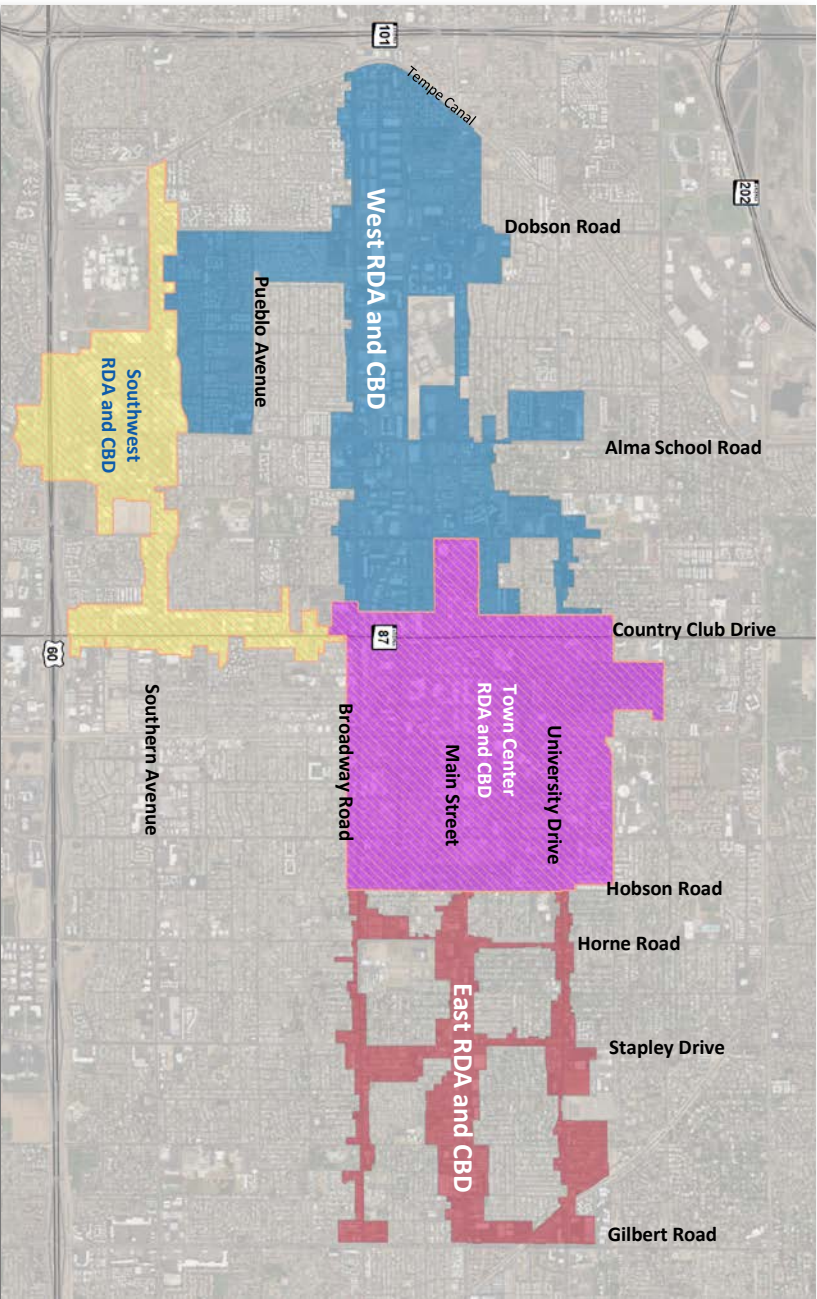 101
Tempe Canal
202
Dobson Road
West RDA and CBD
Pueblo Avenue
Southwest
RDA and CBD
Alma School Road
Country Club Drive
87
60
Town Center
RDA and CBD
University Drive
Main Street
Broadway Road
Southern Avenue
Hobson Road
Horne Road
East RDA and CBD
Stapley Drive
Gilbert Road